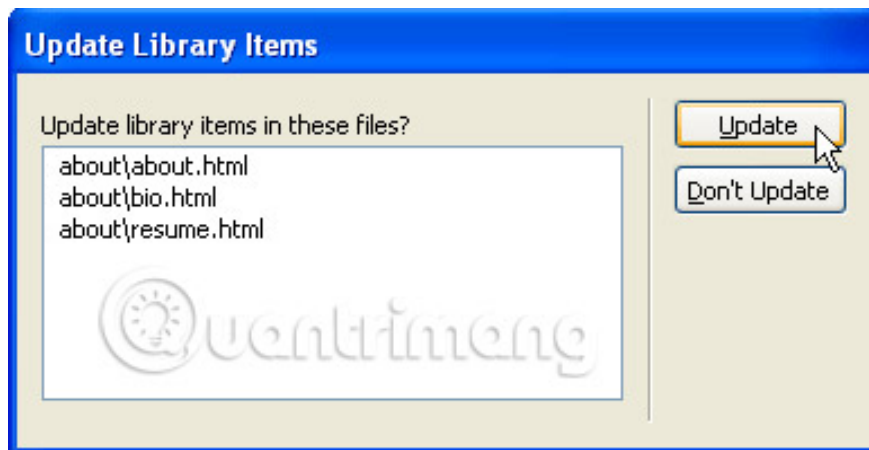 Update Library Items
Update library items in these files?
about\about.html
about\bio.html
about\resume.html
Update
Don't Update
Quantrimang